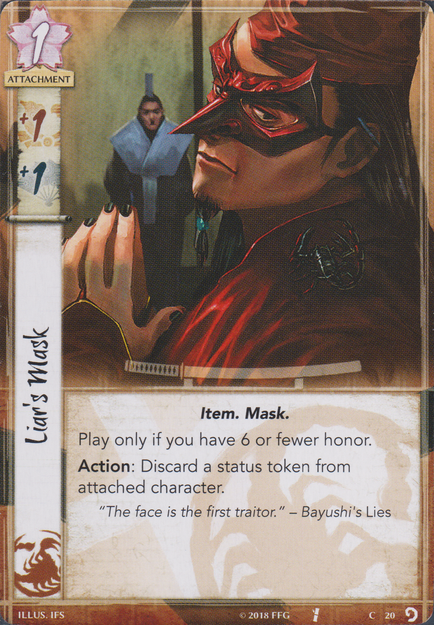 1
ATTACHMENT
+1
+1
Liar's Mask
Item. Mask.
Play only if you have 6 or fewer honor.
Action: Discard a status token from
attached character.
"The face is the first traitor." – Bayushi's Lies
ILLUS. IFS
© 2018 FFG
C 20